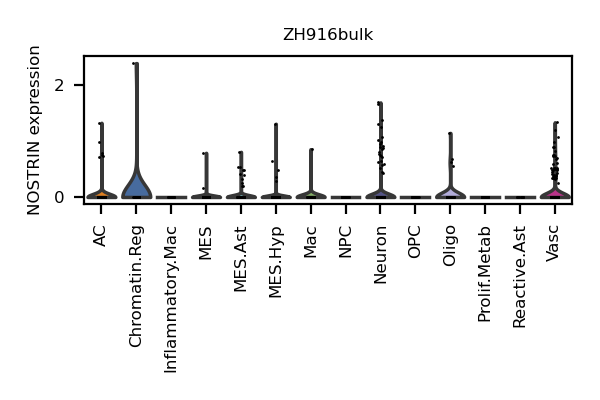 ZH916bulk
NOSTRIN expression
2
0
AC
Chromatin.Reg
Inflammatory.Mac
MES
MES.Ast
MES.Hyp
Mac
NPC
Neuron
OPC
Oligo
Prolif.Metab
Reactive.Ast
Vasc